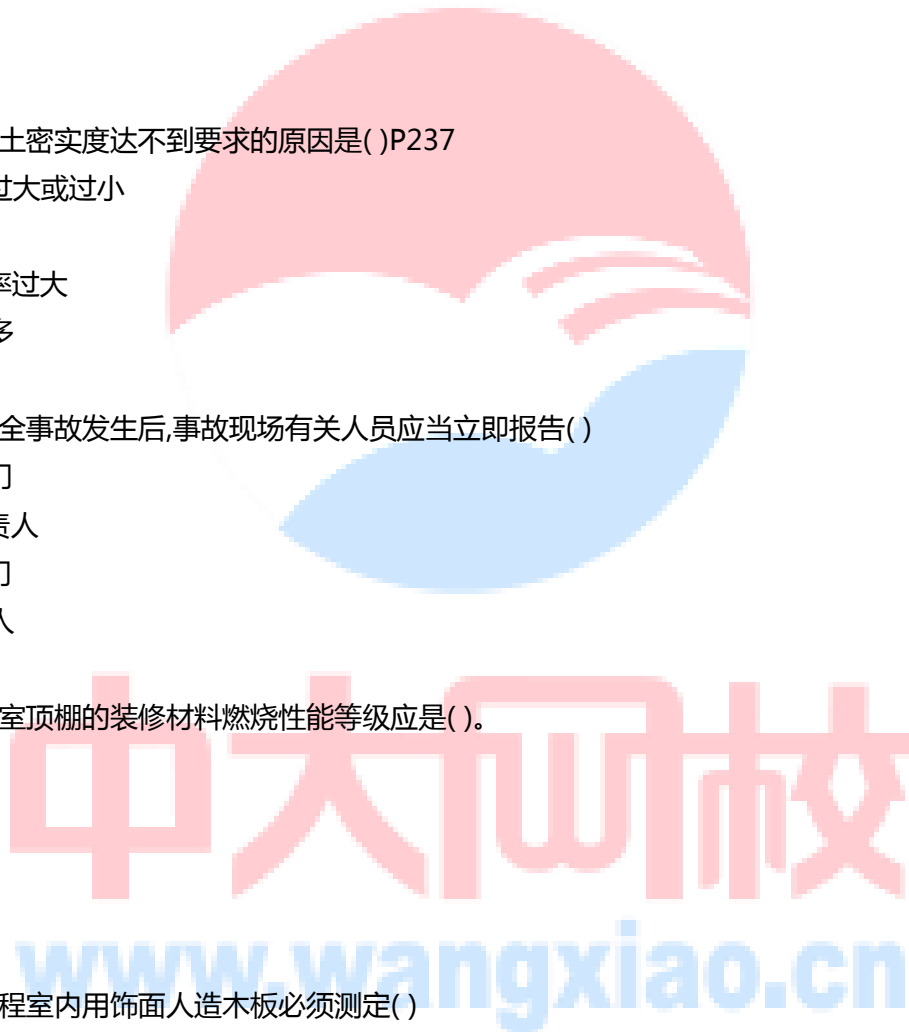 土密实度达不到要求的原因是( )P237
过大或过小
率过大
多
全事故发生后,事故现场有关人员应当立即报告( )
门
责人
门
人
室顶棚的装修材料燃烧性能等级应是( )。
中大网校
www.wangxiao.cn
程室内用饰面人造木板必须测定( )